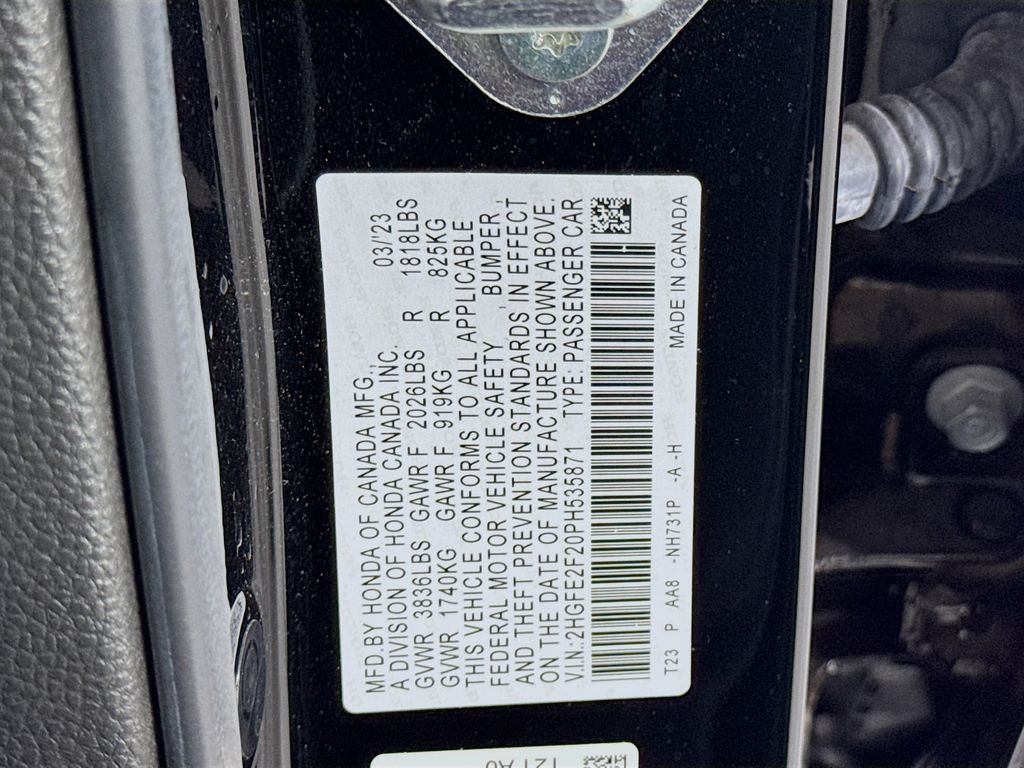 MFD.BY HONDA OF CANADA MFG., 03/23
A DIVISION OF HONDA CANADA INC.
GVWR 3836LBS GAWR F 2026LBS R 1818LBS
GVWR 1740KG GAWR F 919KG R 825KG
THIS VEHICLE CONFORMS TO ALL APPLICABLE
FEDERAL MOTOR VEHICLE SAFETY , BUMPER ,
AND THEFT PREVENTION STANDARDS IN EFFECT
ON THE DATE OF MANUFACTURE SHOWN ABOVE.
V.I.N.:2HGFE2F20PH535871 TYPE: PASSENGER CAR
T23 P AA8 -NH731P -A -H MADE IN CANADA